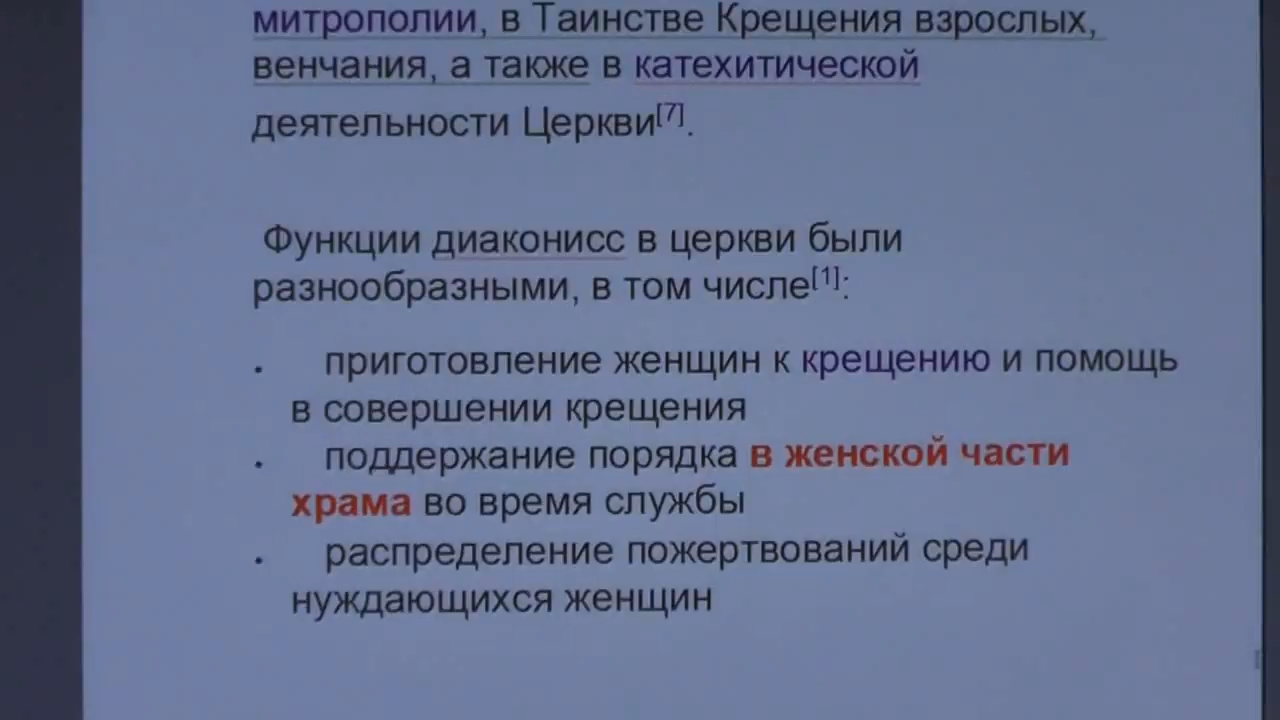 митрополии, в Таинстве Крещения взрослых,
венчания, а также в катехитической
деятельности Церкви[7].
Функции диаконисс в церкви были
разнообразными, в том числе[1]:
. приготовление женщин к крещению и помощь
в совершении крещения
. поддержание порядка в женской части
храма во время службы
. распределение пожертвований среди
нуждающихся женщин